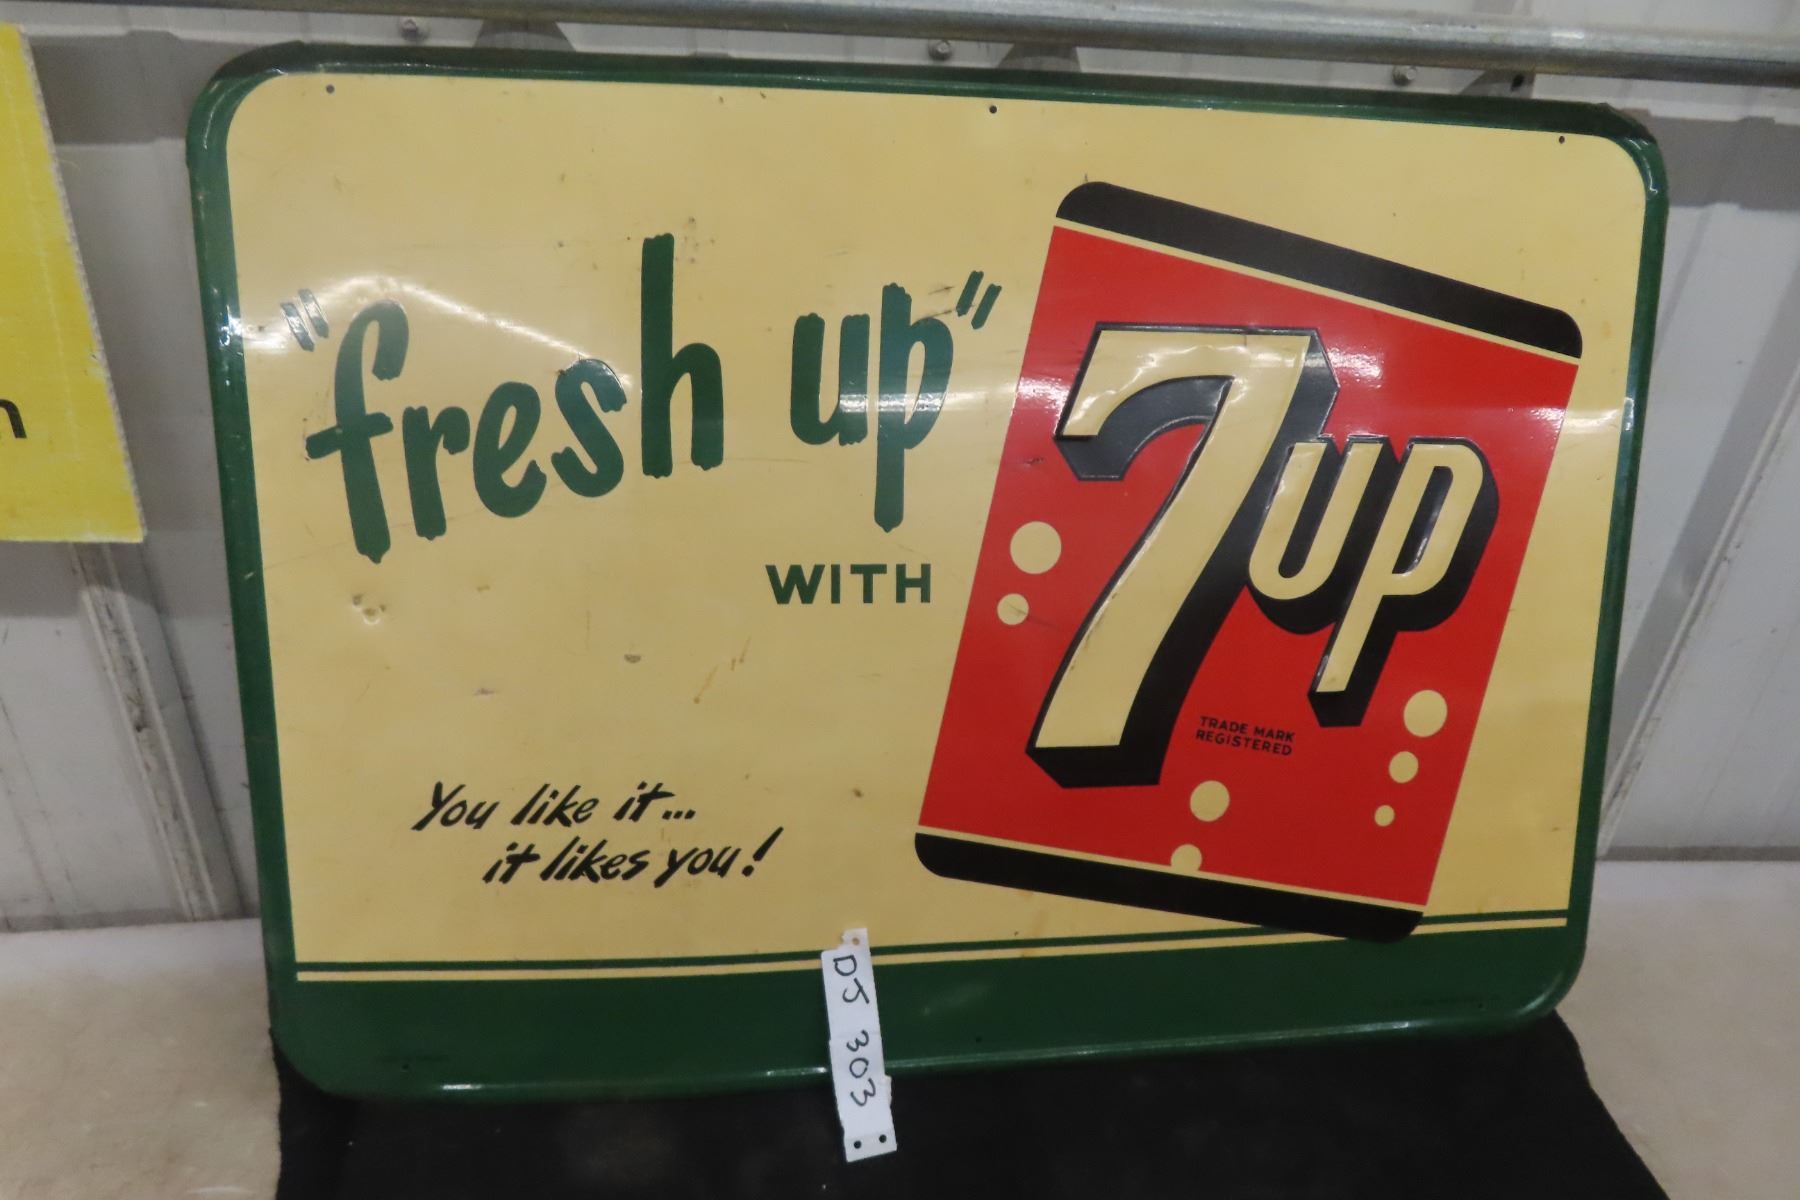 "fresh up"
WITH
7up
TRADE MARK
REGISTERED
You like it...
it likes you!
DJ 303
n